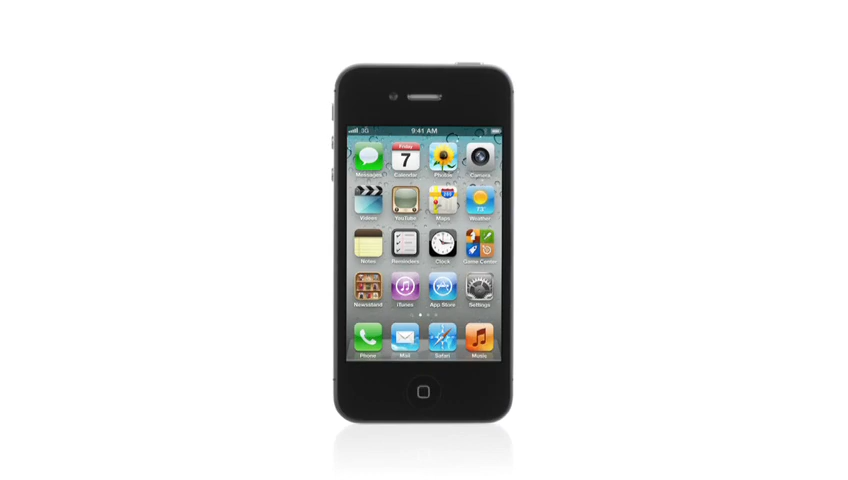 3G 9:41 AM
Friday
7
Messages Calendar Photos Camera
280
73°
Videos YouTube Maps Weather
Notes Reminders Clock Game Center
Newsstand iTunes App Store Settings
Phone Mail Safari Music